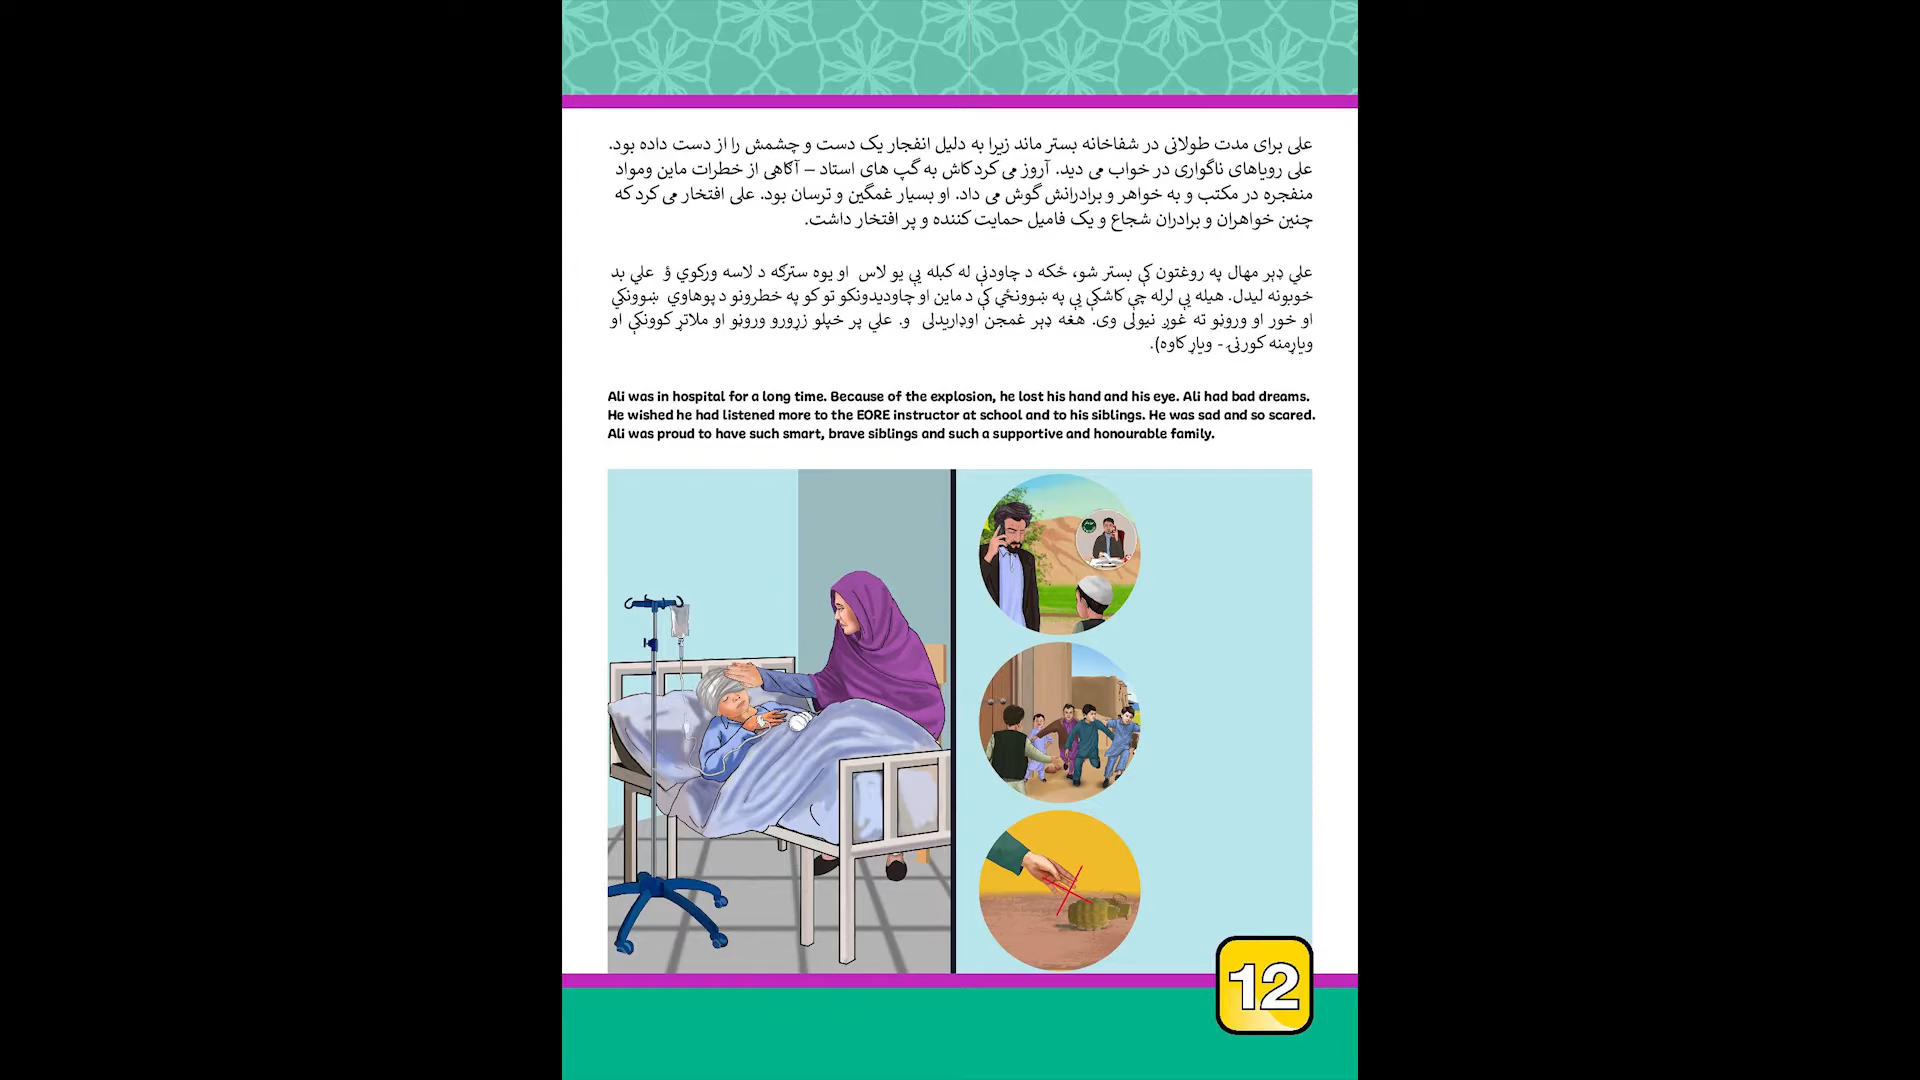 علی برای مدت طولانی در شفاخانه بستر ماند زیرا به دلیل انفجار یک دست و چشمش را از دست داده بود.
علی رویاهای ناگواری در خواب می دید. آروز می کرد کاش به گپ های استاد – آگاهی از خطرات ماین ومواد
منفجره در مکتب و به خواهر و برادرانش گوش می داد. او بسیار غمگین و ترسان بود. علی افتخار می کرد که
چنین خواهران و برادران شجاع و یک فامیل حمایت کننده و پر افتخار داشت.
علي ډېر مهال په روغتون کې بستر شو، ځکه د چاودنې له کبله یې یو لاس او یوه سترګه د لاسه ورکوي ؤ علي بد
خوبونه لیدل. هیله یې لرله چې کاشکې یې په ښوونځي کې د ماین او چاودیدونکو تو کو په خطرونو د پوهاوي ښوونکي
او خور او وروڼو ته غوږ نیولی وی. هغه ډېر غمجن اوډاریدلی و. علي پر خپلو زړورو وروڼو او ملاتړ کوونکې او
ویاړمنه کورنۍ - ویاړ کاوه).
Ali was in hospital for a long time. Because of the explosion, he lost his hand and his eye. Ali had bad dreams.
He wished he had listened more to the EORE instructor at school and to his siblings. He was sad and so scared.
Ali was proud to have such smart, brave siblings and such a supportive and honourable family.
12